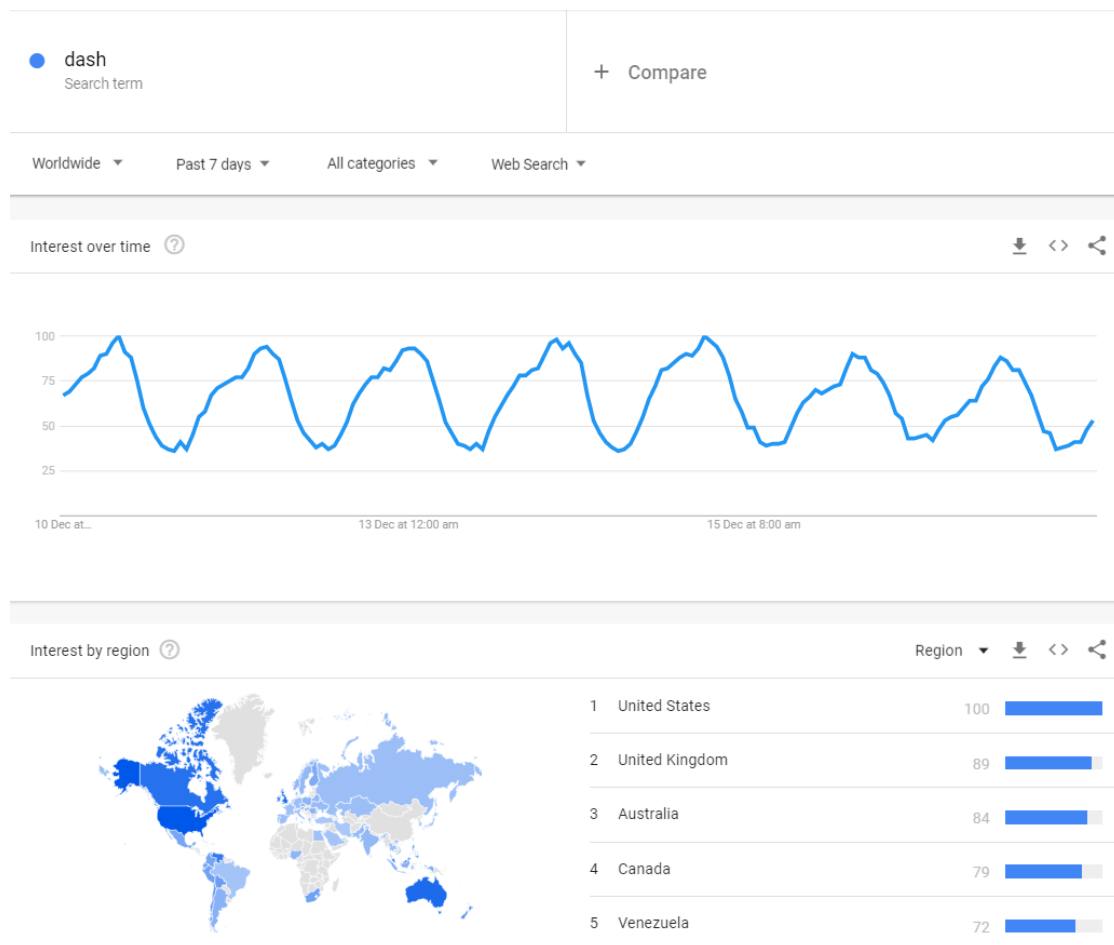 dash
Search term
+ Compare
Worldwide Past 7 days All categories Web Search
Interest over time ?
100
75
50
25
10 Dec at... 13 Dec at 12:00 am 15 Dec at 8:00 am
Interest by region ? Region
1 United States 100
2 United Kingdom 89
3 Australia 84
4 Canada 79
5 Venezuela 72